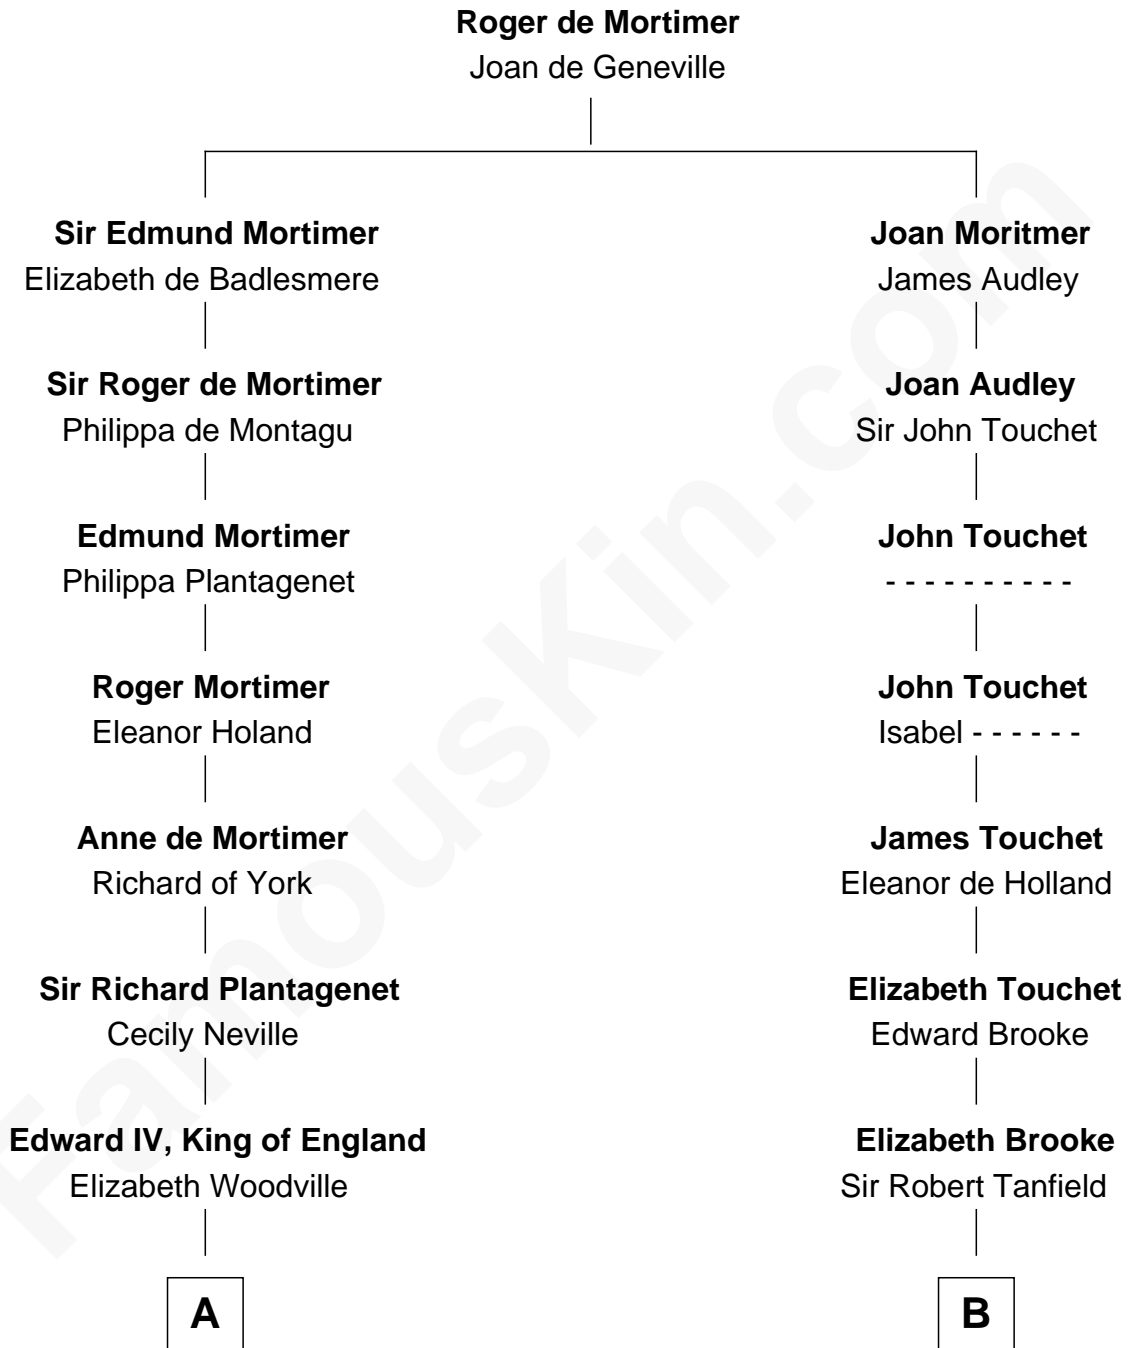 Roger de Mortimer
Joan de Geneville
Sir Edmund Mortimer
Elizabeth de Badlesmere
Joan Moritmer
James Audley
Sir Roger de Mortimer
Philippa de Montagu
Joan Audley
Sir John Touchet
Edmund Mortimer
Philippa Plantagenet
John Touchet
- - - - - - - - - -
Roger Mortimer
Eleanor Holand
John Touchet
Isabel - - - - - -
Anne de Mortimer
Richard of York
James Touchet
Eleanor de Holland
Sir Richard Plantagenet
Cecily Neville
Elizabeth Touchet
Edward Brooke
Edward IV, King of England
Elizabeth Woodville
Elizabeth Brooke
Sir Robert Tanfield
A
B
FamousKin.com